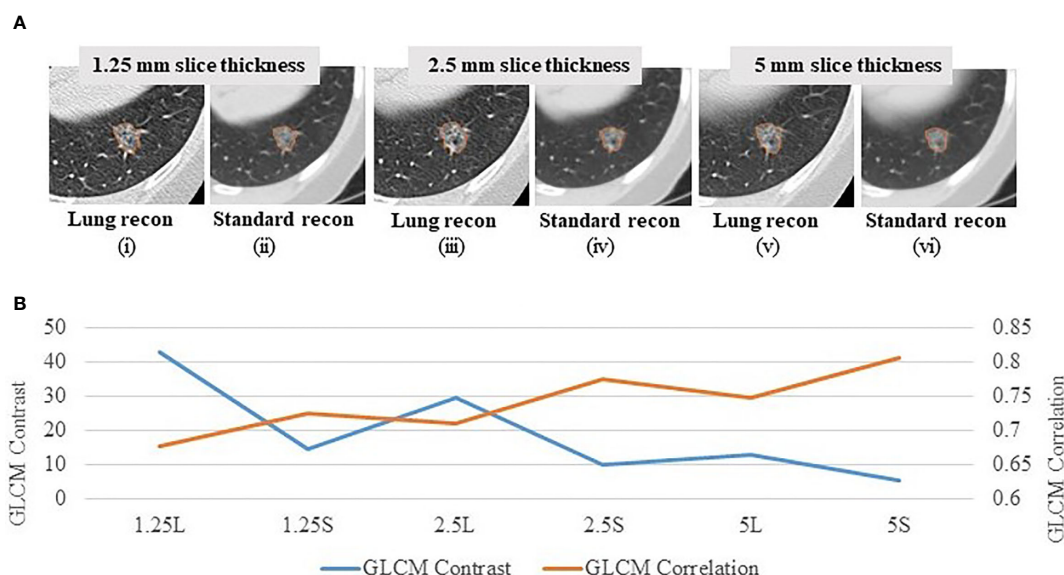 A
1.25 mm slice thickness 2.5 mm slice thickness 5 mm slice thickness
Lung recon Standard recon Lung recon Standard recon Lung recon Standard recon
(i) (ii) (iii) (iv) (v) (vi)
B
GLCM Contrast
50
40
30
20
10
0
0.85
0.8
0.75
0.7
0.65
0.6
GLCM Correlation
1.25L 1.25S 2.5L 2.5S 5L 5S
GLCM Contrast GLCM Correlation